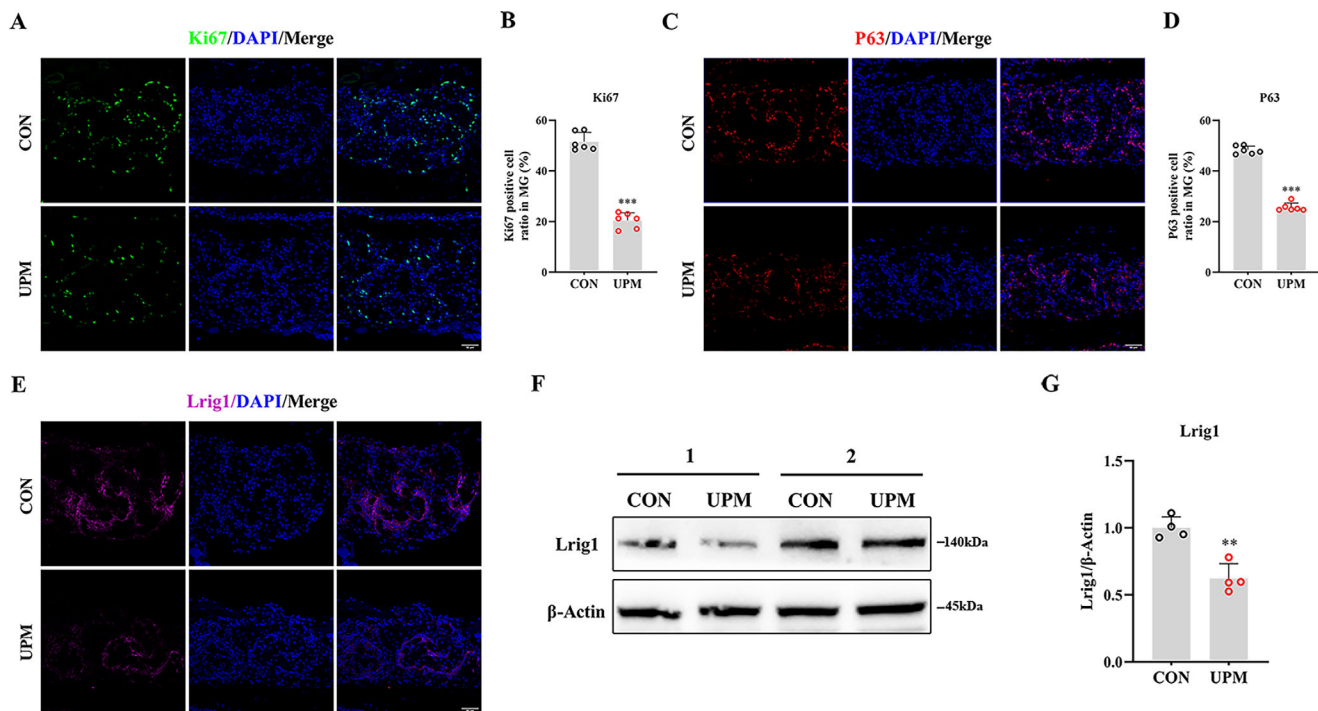 A
Ki67/DAPI/Merge
CON
UPM
B
Ki67
Ki67 positive cell
ratio in MG (%)
60
40
20
0
***
CON UPM
C
P63/DAPI/Merge
CON
UPM
D
P63
P63 positive cell
ratio in MG (%)
60
40
20
0
***
CON UPM
E
Lrig1/DAPI/Merge
CON
UPM
F
1 2
CON UPM CON UPM
Lrig1
–140kDa
β-Actin
–45kDa
G
Lrig1
Lrig1/β-Actin
1.5
1.0
0.5
0.0
**
CON UPM